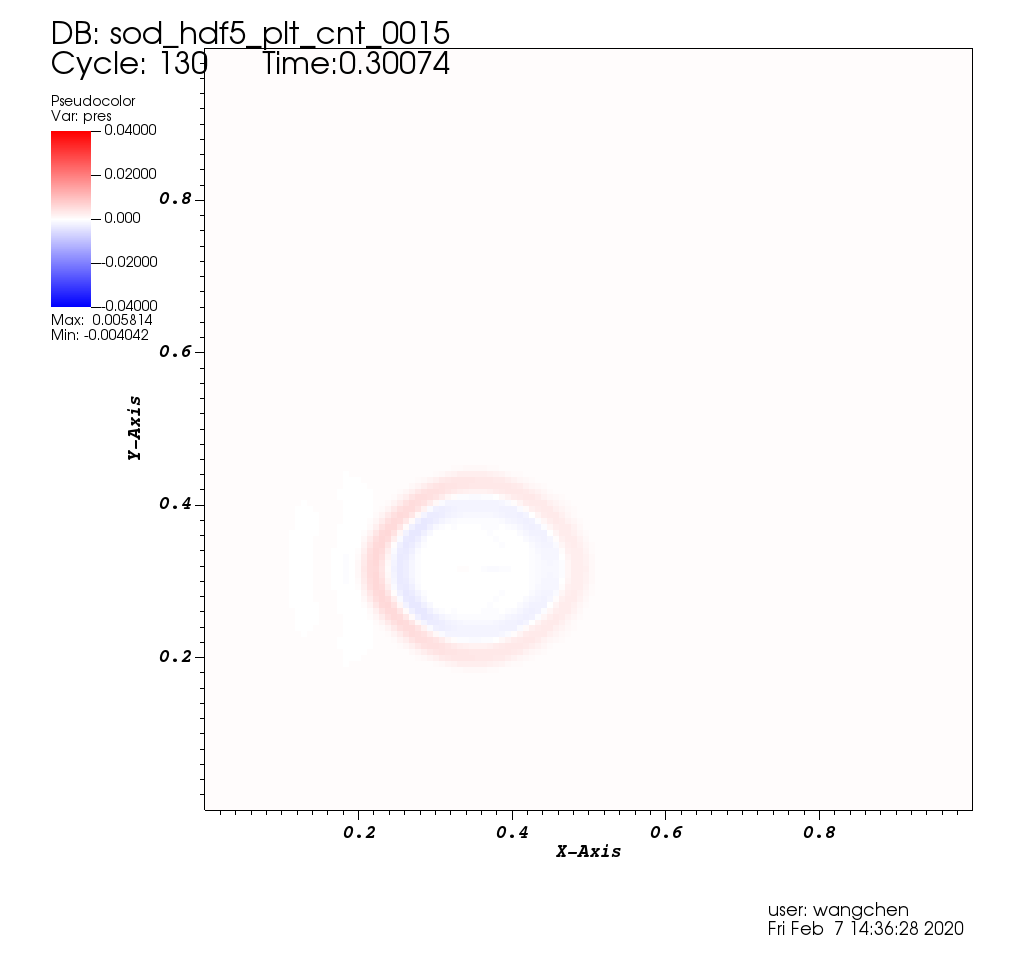 DB: sod_hdf5_plt_cnt_0015
Cycle: 130 Time:0.30074
Pseudocolor
Var: pres
0.04000
0.02000
0.000
-0.02000
-0.04000
Max: 0.005814
Min: -0.004042
0.8
0.6
0.4
0.2
Y-Axis
0.2 0.4 0.6 0.8
X-Axis
user: wangchen
Fri Feb 7 14:36:28 2020